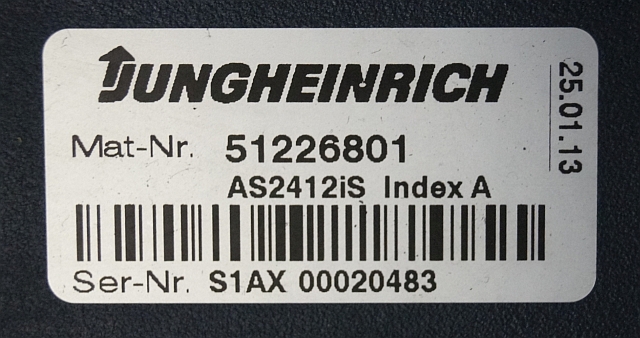 JUNGHEINRICH
Mat-Nr. 51226801
AS2412iS Index A
Ser-Nr. S1AX 00020483
25.01.13